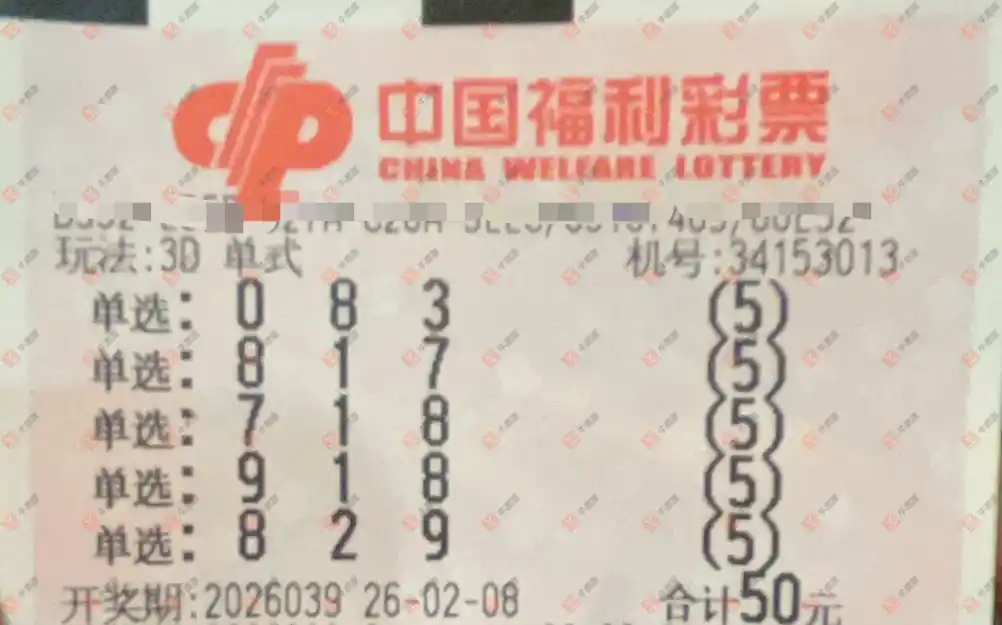 中国福利彩票
CHINA WELFARE LOTTERY
玩法:3D 单式 机号:34153013
单选: 0 8 3 (5)
单选: 8 1 7 (5)
单选: 7 1 8 (5)
单选: 9 1 8 (5)
单选: 8 2 9 (5)
开奖期:2026039 26-02-08 合计50元